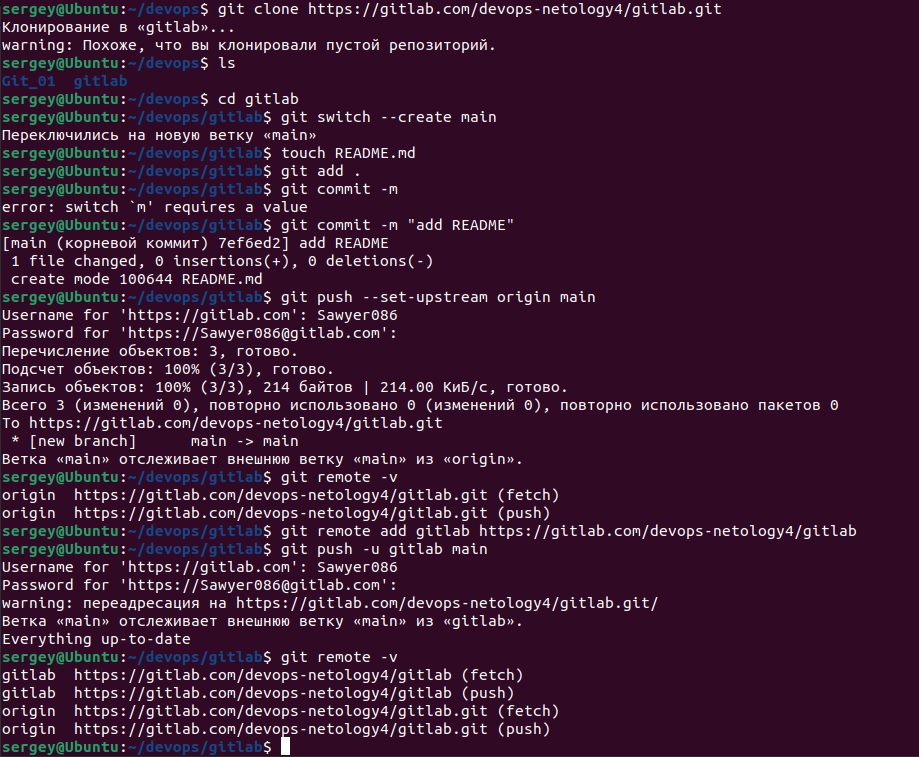 sergey@Ubuntu:~/devops$ git clone https://gitlab.com/devops-netology4/gitlab.git
Клонирование в «gitlab»...
warning: Похоже, что вы клонировали пустой репозиторий.
sergey@Ubuntu:~/devops$ ls
Git_01  gitlab
sergey@Ubuntu:~/devops$ cd gitlab
sergey@Ubuntu:~/devops/gitlab$ git switch --create main
Переключились на новую ветку «main»
sergey@Ubuntu:~/devops/gitlab$ touch README.md
sergey@Ubuntu:~/devops/gitlab$ git add .
sergey@Ubuntu:~/devops/gitlab$ git commit -m
error: switch `m' requires a value
sergey@Ubuntu:~/devops/gitlab$ git commit -m "add README"
[main (корневой коммит) 7ef6ed2] add README
 1 file changed, 0 insertions(+), 0 deletions(-)
 create mode 100644 README.md
sergey@Ubuntu:~/devops/gitlab$ git push --set-upstream origin main
Username for 'https://gitlab.com': Sawyer086
Password for 'https://Sawyer086@gitlab.com':
Перечисление объектов: 3, готово.
Подсчет объектов: 100% (3/3), готово.
Запись объектов: 100% (3/3), 214 байтов | 214.00 КиБ/с, готово.
Всего 3 (изменений 0), повторно использовано 0 (изменений 0), повторно использовано пакетов 0
To https://gitlab.com/devops-netology4/gitlab.git
 * [new branch]      main -> main
Ветка «main» отслеживает внешнюю ветку «main» из «origin».
sergey@Ubuntu:~/devops/gitlab$ git remote -v
origin  https://gitlab.com/devops-netology4/gitlab.git (fetch)
origin  https://gitlab.com/devops-netology4/gitlab.git (push)
sergey@Ubuntu:~/devops/gitlab$ git remote add gitlab https://gitlab.com/devops-netology4/gitlab
sergey@Ubuntu:~/devops/gitlab$ git push -u gitlab main
Username for 'https://gitlab.com': Sawyer086
Password for 'https://Sawyer086@gitlab.com':
warning: переадресация на https://gitlab.com/devops-netology4/gitlab.git/
Ветка «main» отслеживает внешнюю ветку «main» из «gitlab».
Everything up-to-date
sergey@Ubuntu:~/devops/gitlab$ git remote -v
gitlab  https://gitlab.com/devops-netology4/gitlab (fetch)
gitlab  https://gitlab.com/devops-netology4/gitlab (push)
origin  https://gitlab.com/devops-netology4/gitlab.git (fetch)
origin  https://gitlab.com/devops-netology4/gitlab.git (push)
sergey@Ubuntu:~/devops/gitlab$